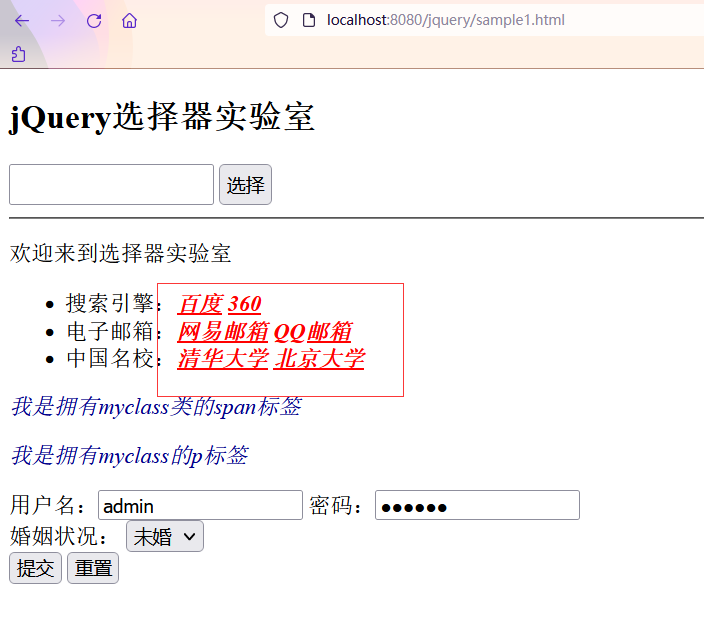 localhost:8080/jquery/sample1.html
jQuery选择器实验室
选择
欢迎来到选择器实验室
搜索引擎：百度 360
电子邮箱：网易邮箱 QQ邮箱
中国名校：清华大学 北京大学
我是拥有myclass类的span标签
我是拥有myclass的p标签
用户名：admin 密码：●●●●●●
婚姻状况： 未婚
提交 重置